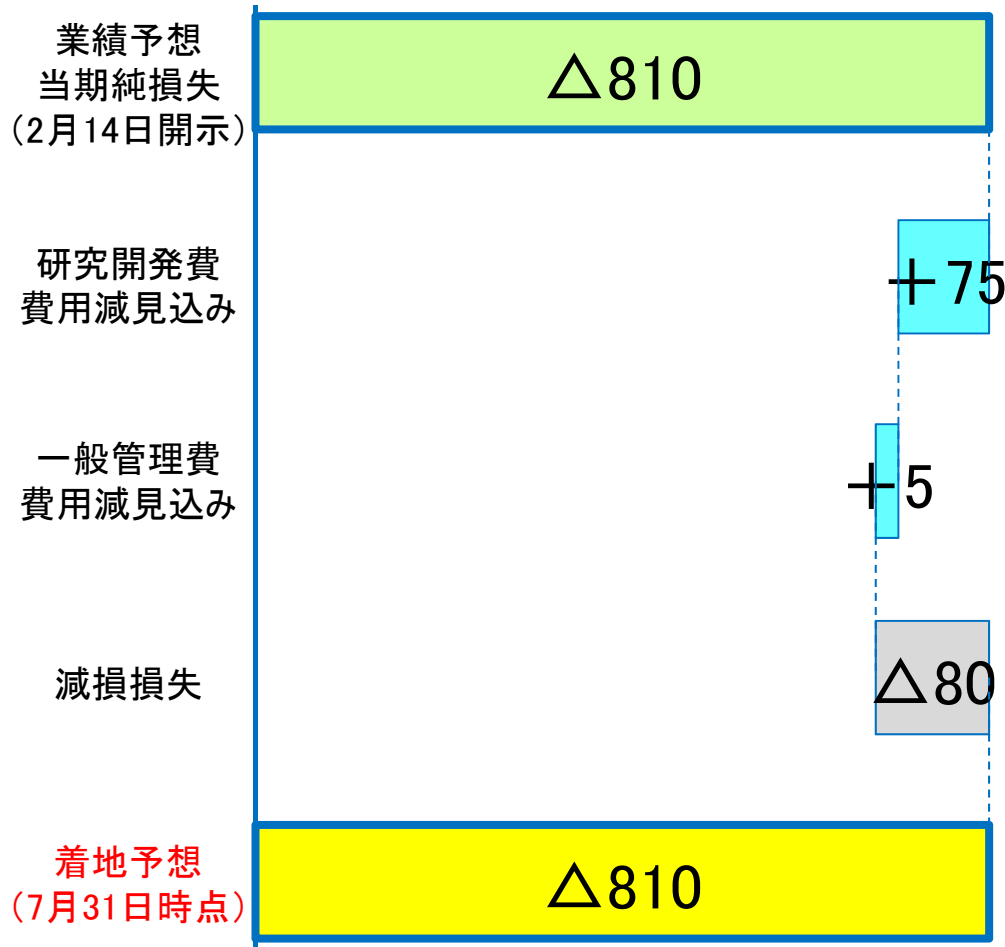 業績予想
当期純損失
（2月14日開示）
△810
研究開発費
費用減見込み
＋75
一般管理費
費用減見込み
＋5
減損損失
△80
着地予想
（7月31日時点）
△810